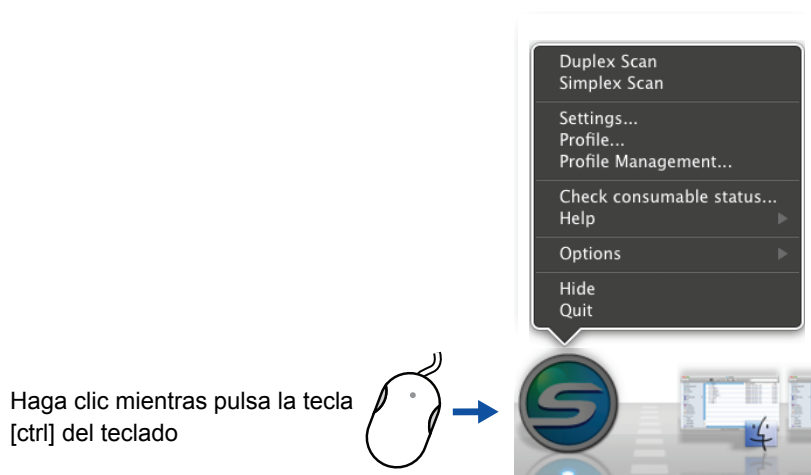 Duplex Scan
Simplex Scan
Settings...
Profile...
Profile Management...
Check consumable status...
Help
Options
Hide
Quit
Haga clic mientras pulsa la tecla
[ctrl] del teclado